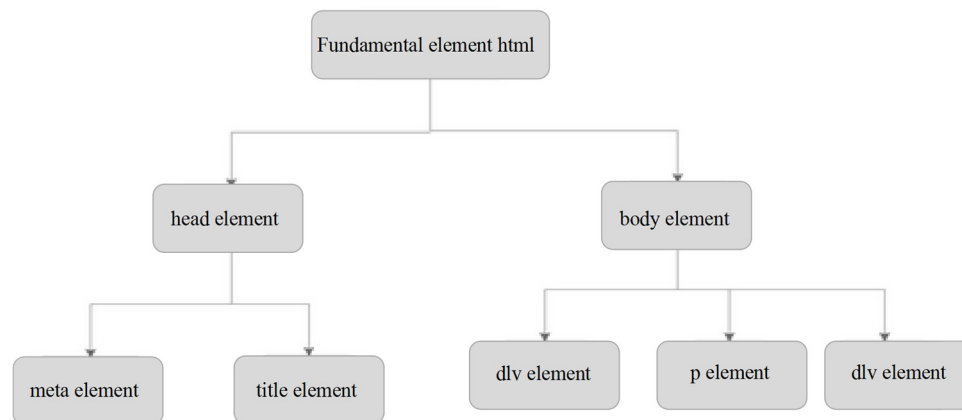 Fundamental element html
head element
body element
meta element
title element
dlv element
p element
dlv element